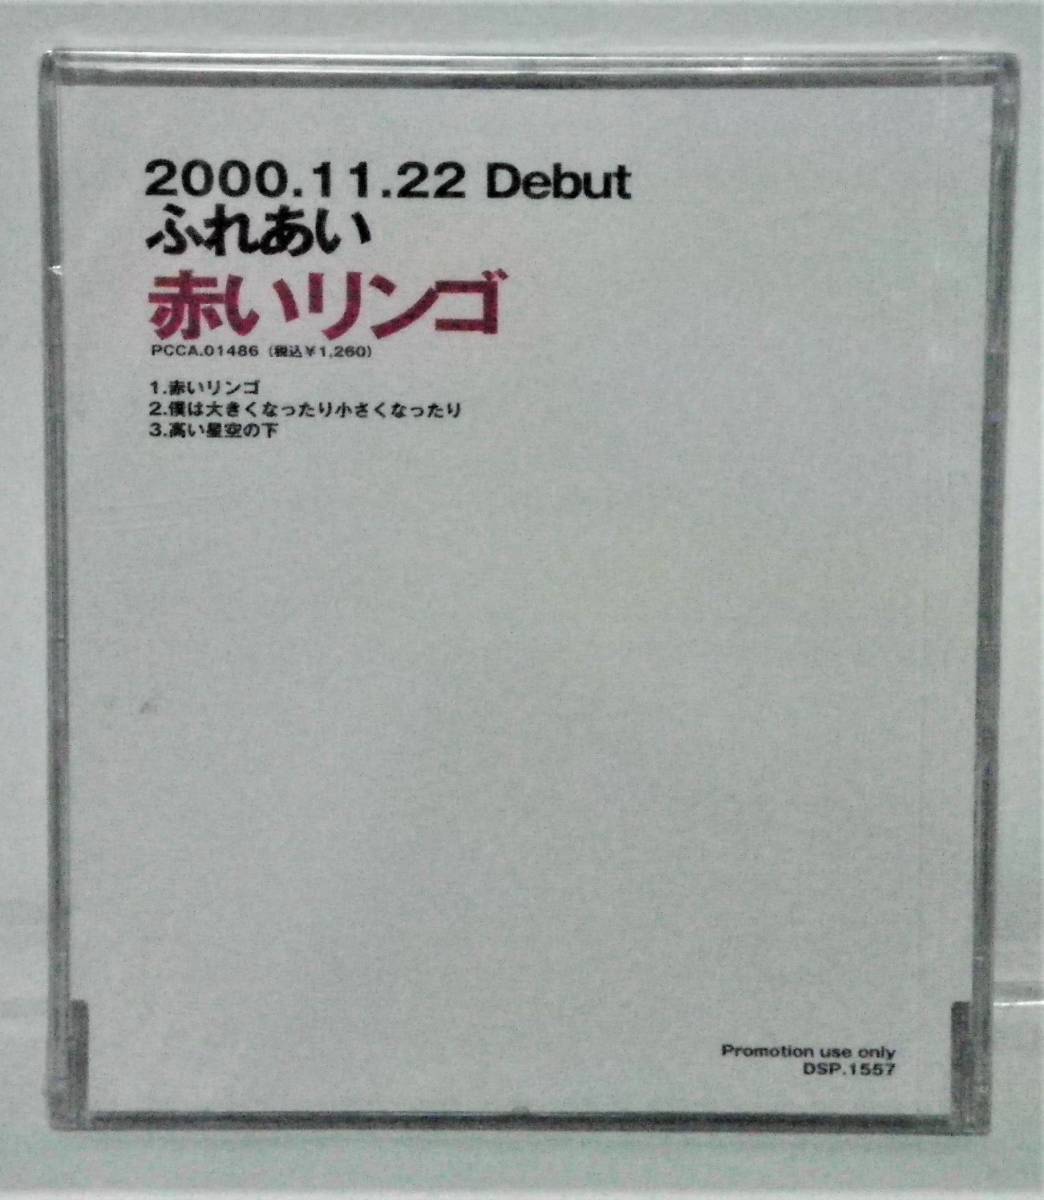 2000.11.22 Debut
ふれあい
赤いリンゴ
PCCA.01486（税込¥1,260）
1.赤いリンゴ
2.僕は大きくなったり小さくなったり
3.高い星空の下
Promotion use only
DSP.1557